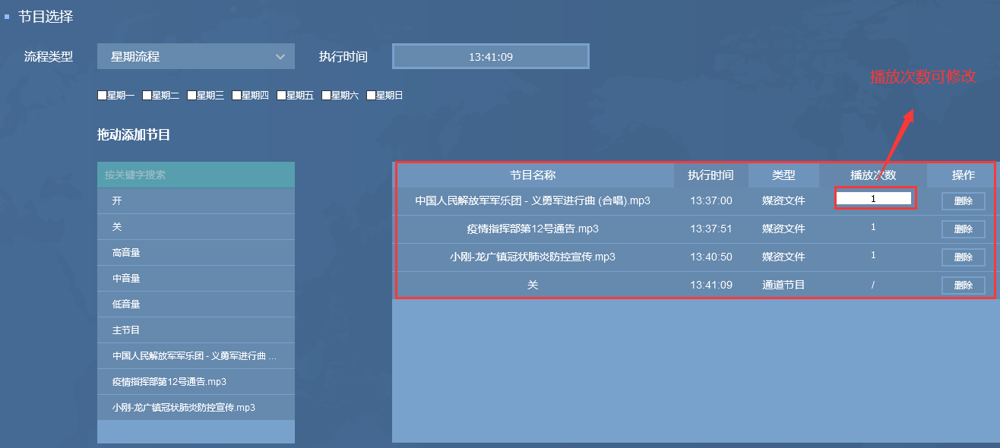 节目选择
流程类型 星期流程 执行时间 13:41:09
播放次数可修改
星期一 星期二 星期三 星期四 星期五 星期六 星期日
拖动添加节目
按关键字搜索
开
关
高音量
中音量
低音量
主节目
中国人民解放军军乐团 - 义勇军进行曲 ...
疫情指挥部第12号通告.mp3
小刚-龙广镇冠状肺炎防控宣传.mp3
节目名称 执行时间 类型 播放次数 操作
中国人民解放军军乐团 - 义勇军进行曲 (合唱).mp3 13:37:00 媒资文件 1 删除
疫情指挥部第12号通告.mp3 13:37:51 媒资文件 1 删除
小刚-龙广镇冠状肺炎防控宣传.mp3 13:40:50 媒资文件 1 删除
关 13:41:09 通道节目 / 删除